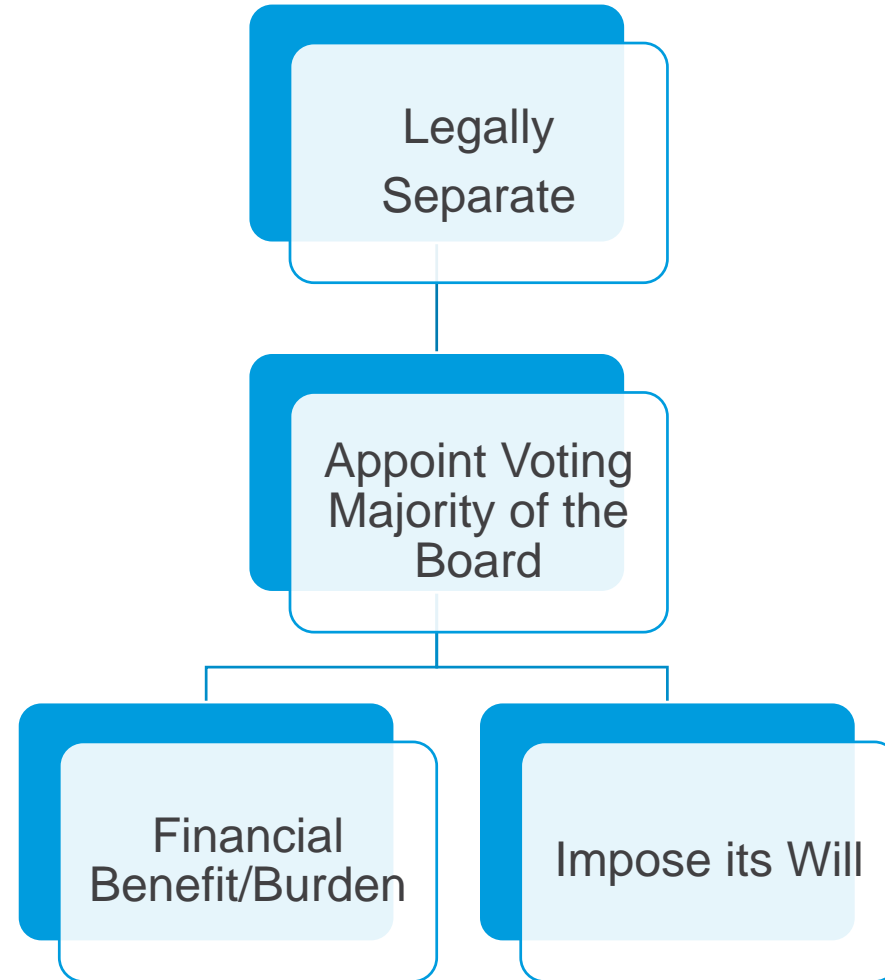 Legally
Separate
Appoint Voting
Majority of the
Board
Financial
Benefit/Burden
Impose its Will